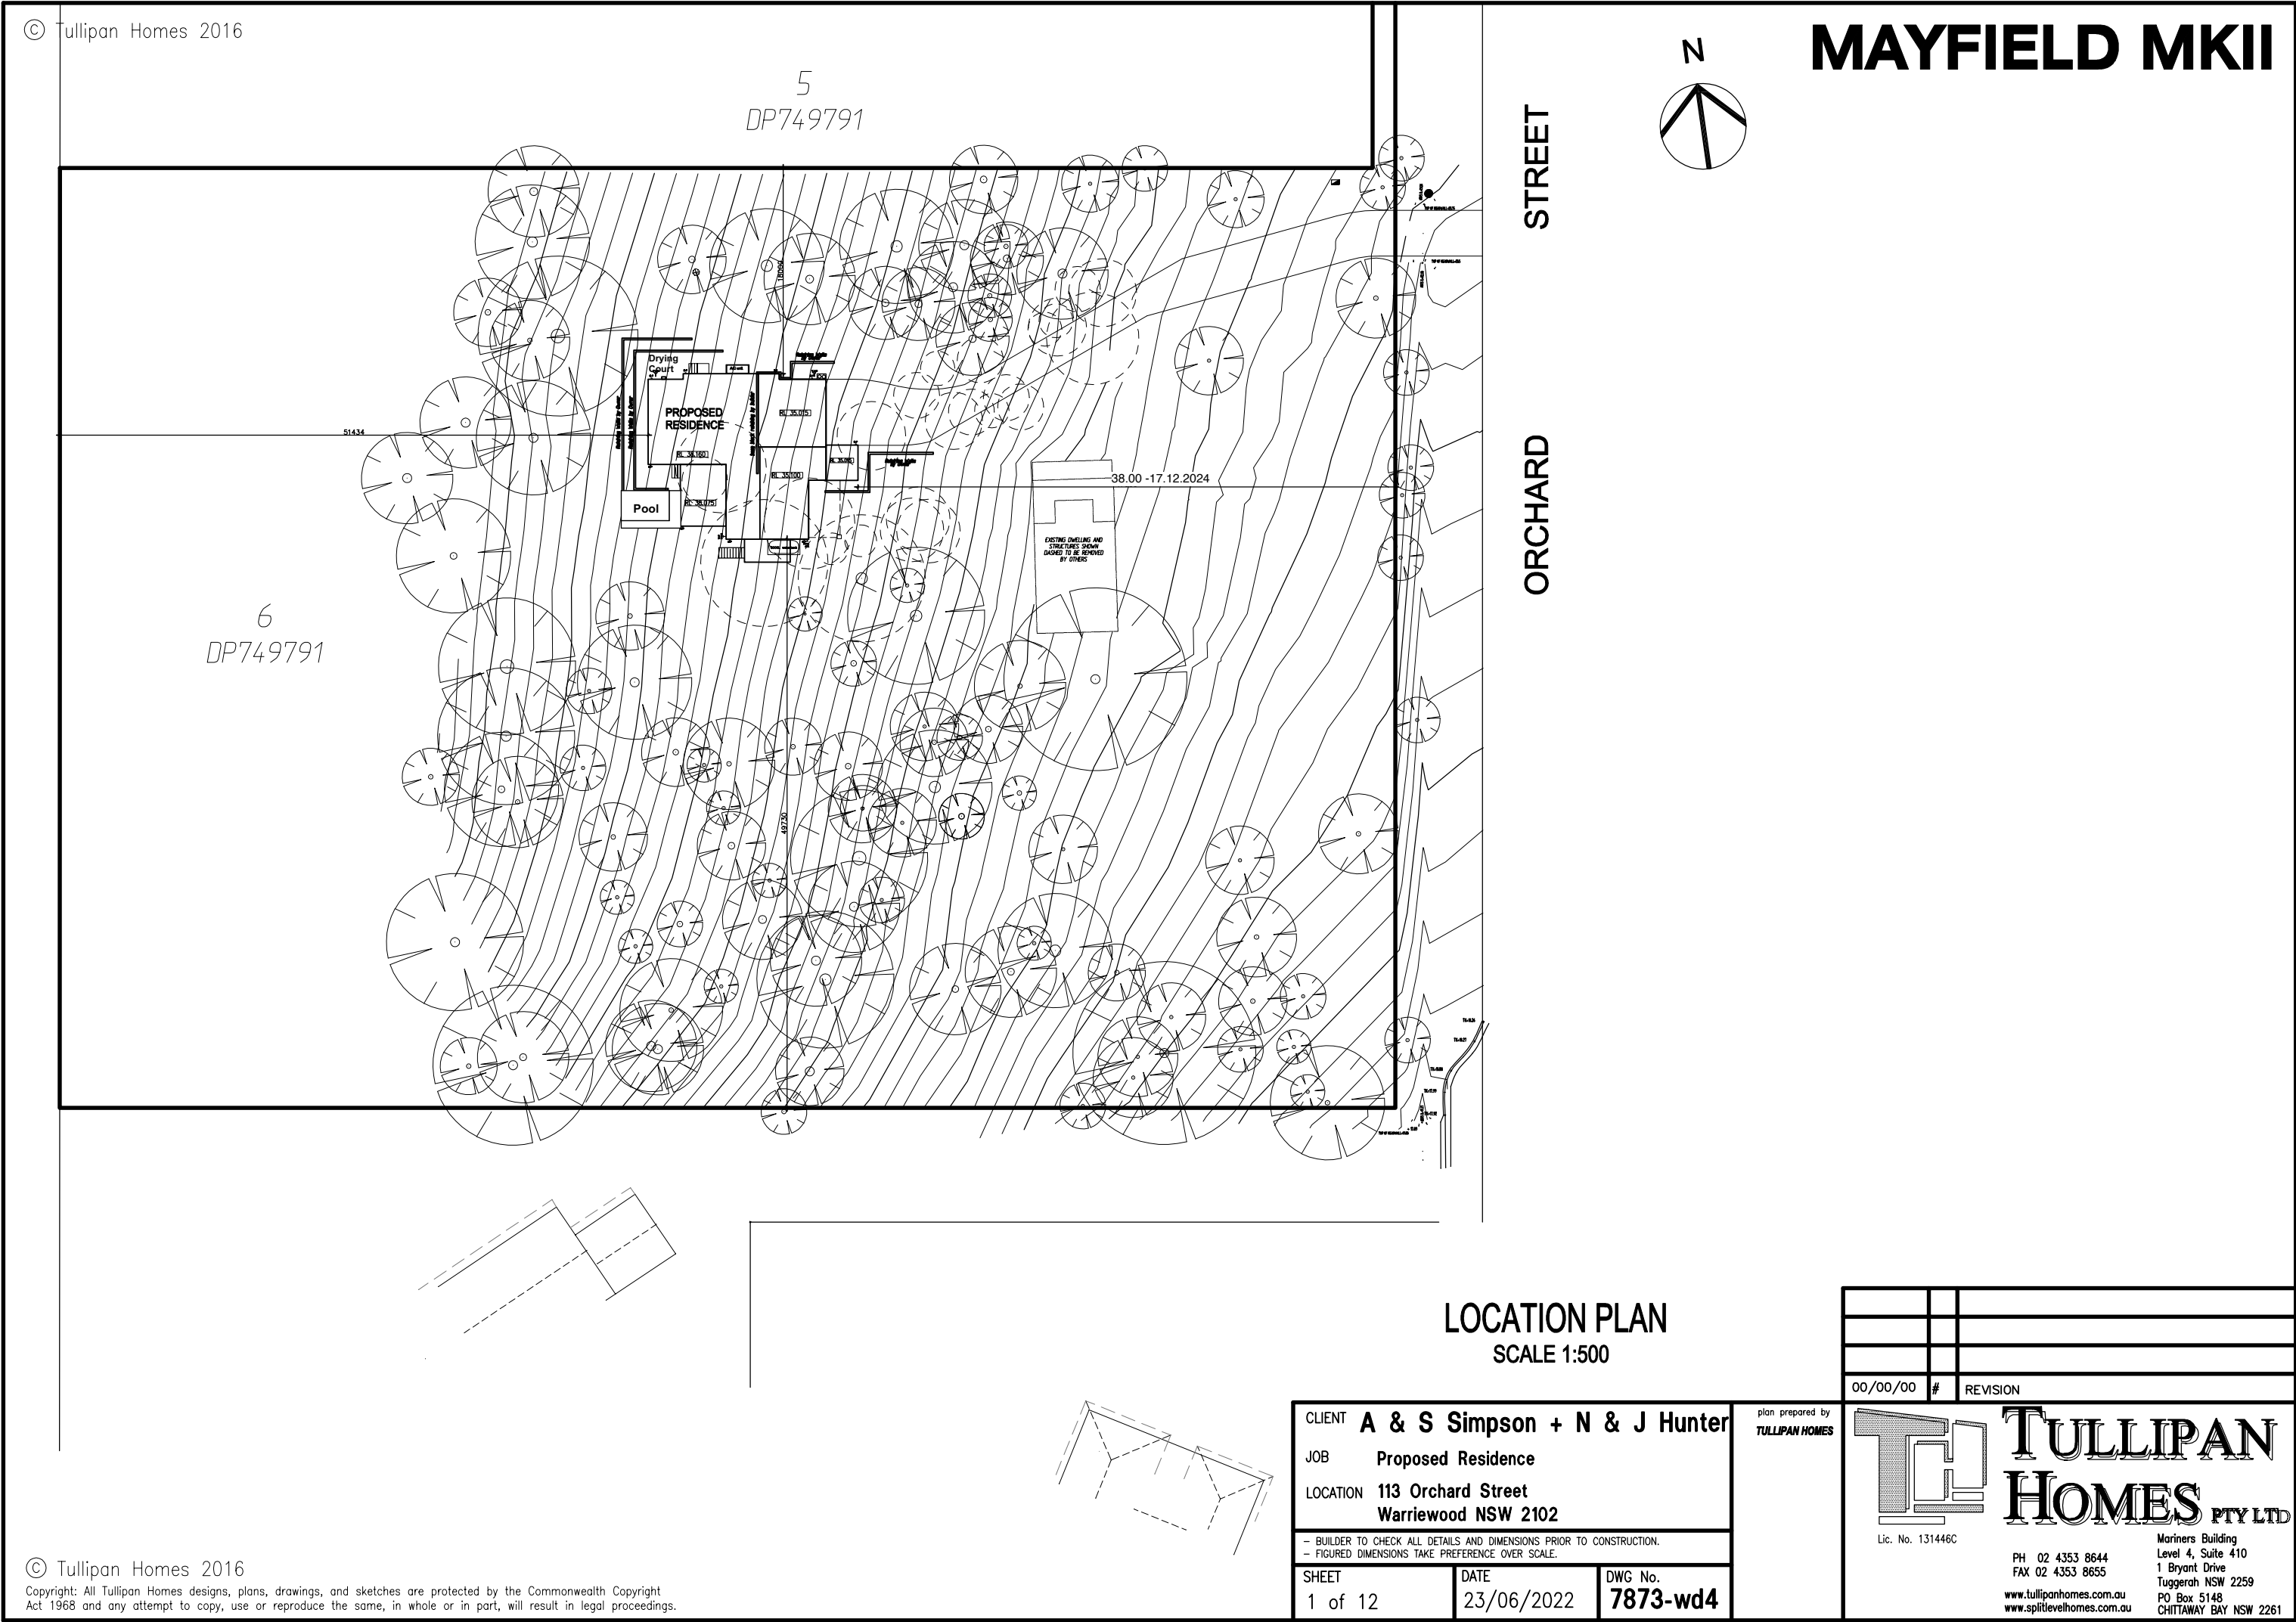 © Tullipan Homes 2016
MAYFIELD MKII
N
5
DP749791
STREET
ORCHARD
18060
Drying
Court
PROPOSED
RESIDENCE
RL 35.015
51434
RL 35.100
38.00 -17.12.2024
Pool
EXISTING DWELLING AND
STRUCTURES SHOWN
DASHED TO BE REMOVED
BY OTHERS
6
DP749791
49730
LOCATION PLAN
SCALE 1:500
00/00/00 # REVISION
CLIENT A & S Simpson + N & J Hunter
JOB Proposed Residence
LOCATION 113 Orchard Street
Warriewood NSW 2102
– BUILDER TO CHECK ALL DETAILS AND DIMENSIONS PRIOR TO CONSTRUCTION.
– FIGURED DIMENSIONS TAKE PREFERENCE OVER SCALE.
SHEET
1 of 12
DATE
23/06/2022
DWG No.
7873-wd4
plan prepared by
TULLIPAN HOMES
TULLIPAN
HOMES PTY LTD
Lic. No. 131446C
PH 02 4353 8644
FAX 02 4353 8655
www.tullipanhomes.com.au
www.splitlevelhomes.com.au
Mariners Building
Level 4, Suite 410
1 Bryant Drive
Tuggerah NSW 2259
PO Box 5148
CHITTAWAY BAY NSW 2261
© Tullipan Homes 2016
Copyright: All Tullipan Homes designs, plans, drawings, and sketches are protected by the Commonwealth Copyright
Act 1968 and any attempt to copy, use or reproduce the same, in whole or in part, will result in legal proceedings.